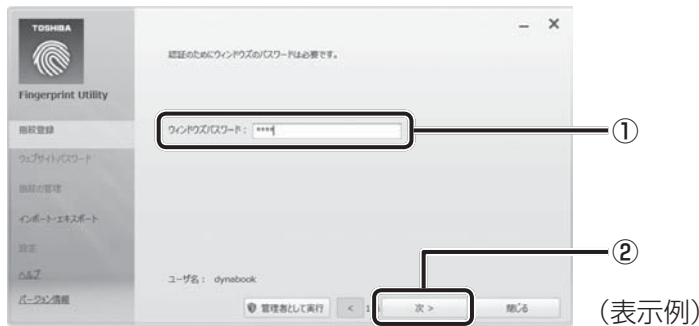 TOSHIBA
Fingerprint Utility
指紋登録
ウェブサイトパスワード
指紋の管理
インポート・エキスポート
設定
ヘルプ
バージョン情報
認証のためにウィンドウズのパスワードは必要です。
ウィンドウズパスワード： ****
①
②
ユーザ名： dynabook
管理者として実行 < 1 次 > 閉じる
（表示例）